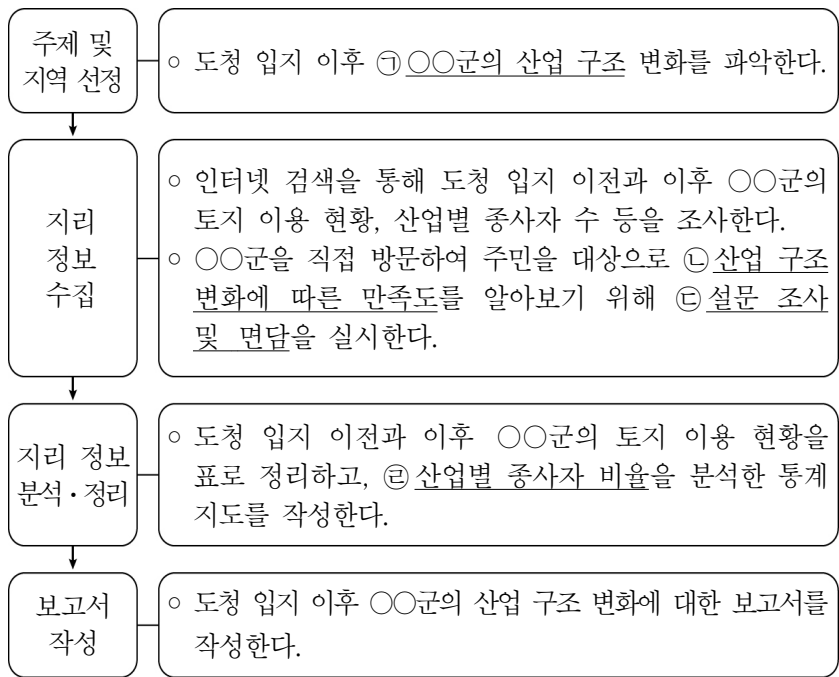 주제 및
지역 선정
○ 도청 입지 이후 ㉠○○군의 산업 구조 변화를 파악한다.
지리
정보
수집
○ 인터넷 검색을 통해 도청 입지 이전과 이후 ○○군의
토지 이용 현황, 산업별 종사자 수 등을 조사한다.
○ ○○군을 직접 방문하여 주민을 대상으로 ㉡산업 구조
변화에 따른 만족도를 알아보기 위해 ㉢설문 조사
및 면담을 실시한다.
지리 정보
분석·정리
○ 도청 입지 이전과 이후 ○○군의 토지 이용 현황을
표로 정리하고, ㉣산업별 종사자 비율을 분석한 통계
지도를 작성한다.
보고서
작성
○ 도청 입지 이후 ○○군의 산업 구조 변화에 대한 보고서를
작성한다.